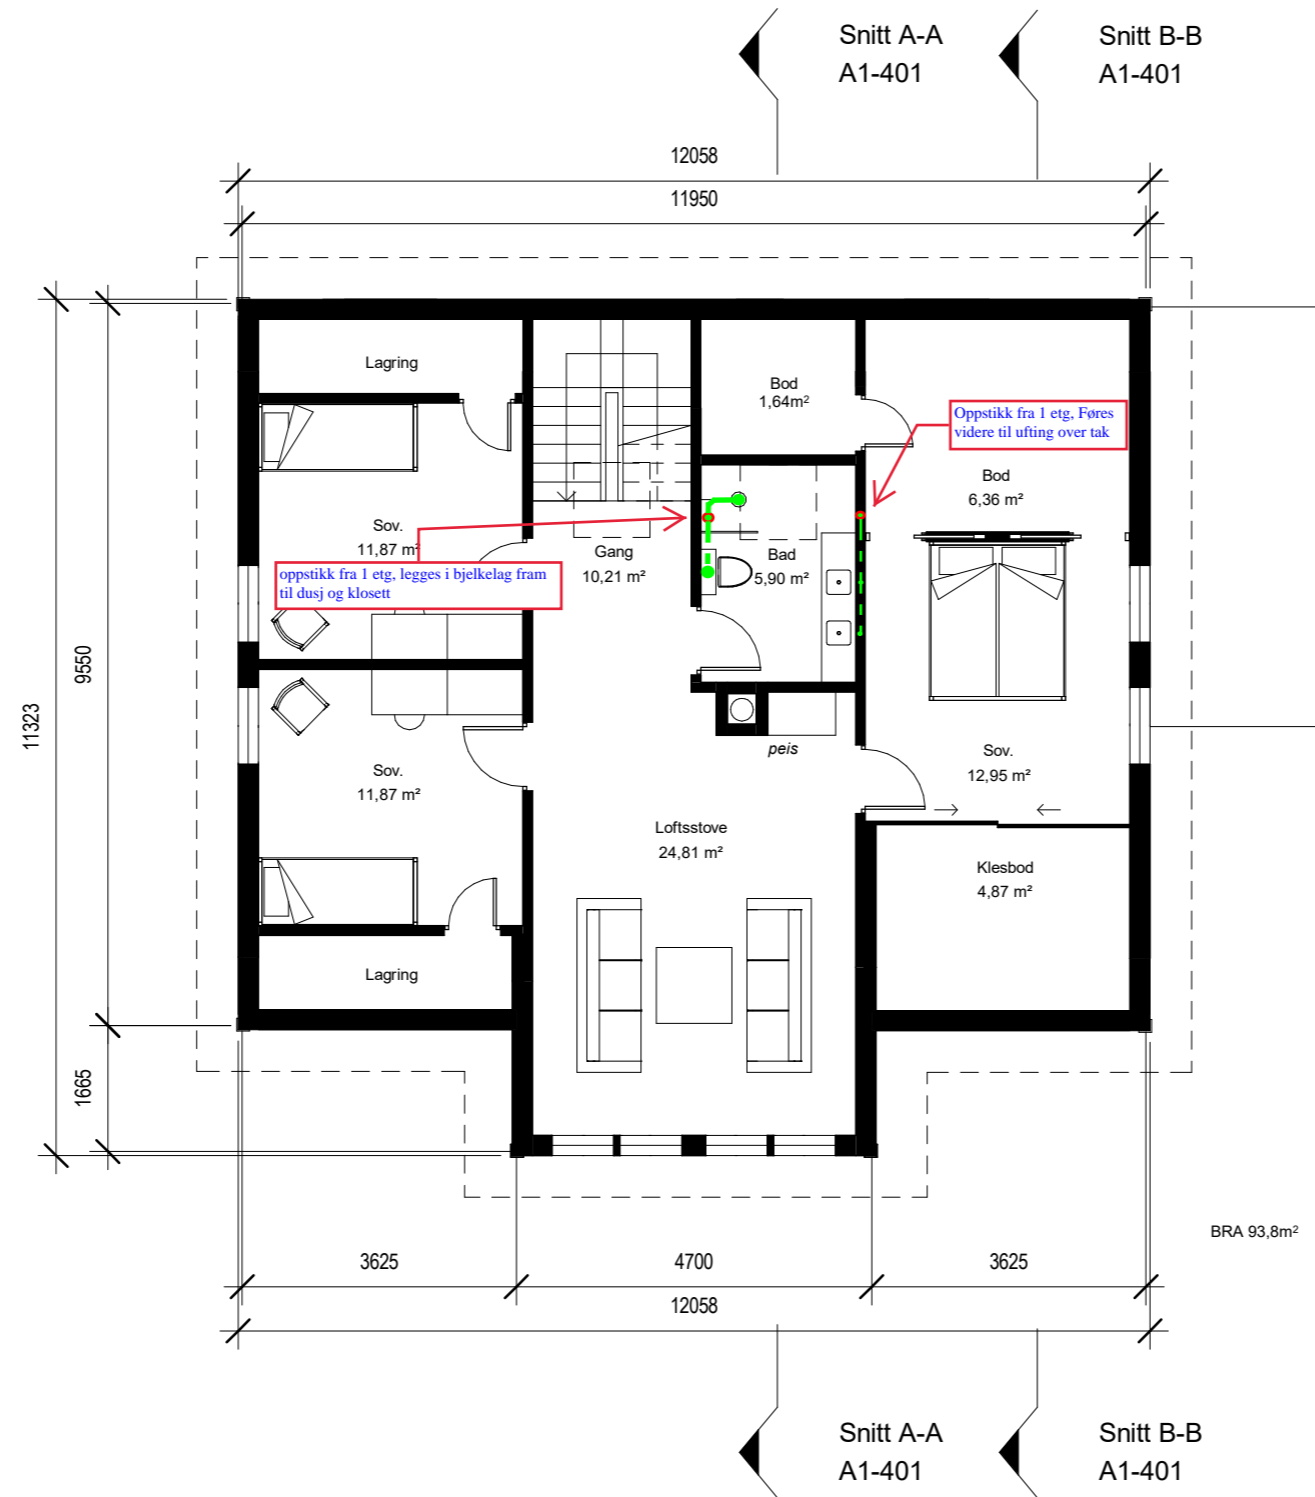 Snitt A-A
A1-401
Snitt B-B
A1-401
12058
11950
Lagring
Bod
1,64m²
Oppstikk fra 1 etg, Føres
videre til ufting over tak
Bod
6,36 m²
Sov.
11,87 m²
Gang
10,21 m²
Bad
5,90 m²
oppstikk fra 1 etg, legges i bjelkelag fram
til dusj og klosett
9550
11323
peis
Sov.
12,95 m²
Sov.
11,87 m²
Loftsstove
24,81 m²
Klesbod
4,87 m²
Lagring
1665
BRA 93,8m²
3625
4700
3625
12058
Snitt A-A
A1-401
Snitt B-B
A1-401